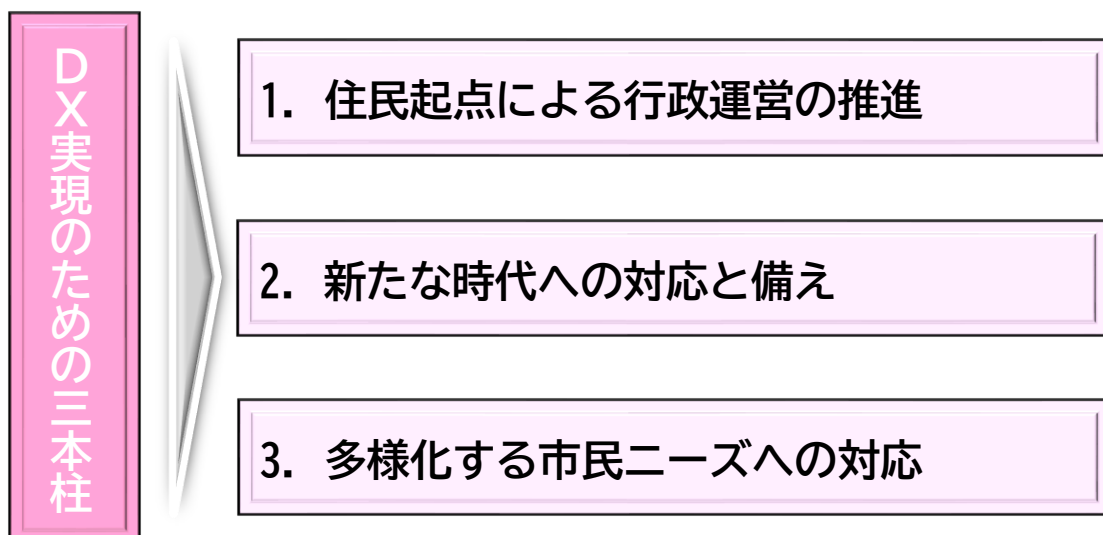 DX実現のための三本柱
1. 住民起点による行政運営の推進
2. 新たな時代への対応と備え
3. 多様化する市民ニーズへの対応